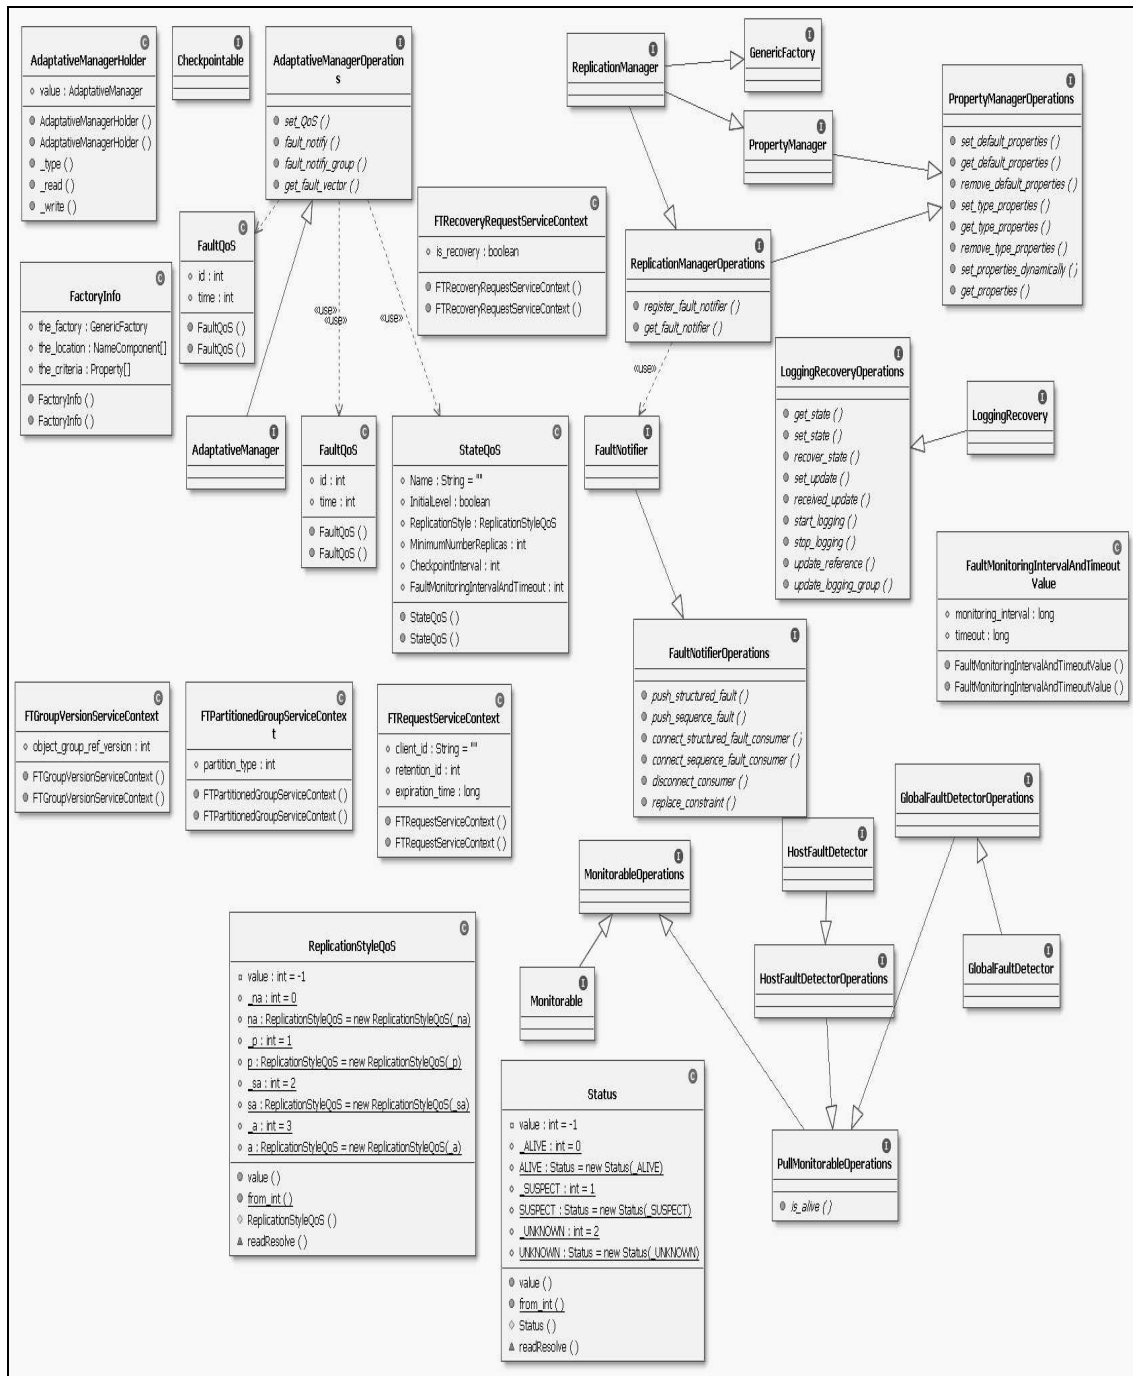 C
AdaptativeManagerHolder
value : AdaptativeManager
AdaptativeManagerHolder ( )
AdaptativeManagerHolder ( )
_type ( )
_read ( )
_write ( )
I
Checkpointable
I
AdaptativeManagerOperation
s
set_QoS ( )
fault_notify ( )
fault_notify_group ( )
get_fault_vector ( )
I
ReplicationManager
I
GenericFactory
I
PropertyManager
I
PropertyManagerOperations
set_default_properties ( )
get_default_properties ( )
remove_default_properties ( )
set_type_properties ( )
get_type_properties ( )
remove_type_properties ( )
set_properties_dynamically ( )
get_properties ( )
C
FaultQoS
id : int
time : int
FaultQoS ( )
FaultQoS ( )
C
FTRecoveryRequestServiceContext
is_recovery : boolean
FTRecoveryRequestServiceContext ( )
FTRecoveryRequestServiceContext ( )
I
ReplicationManagerOperations
register_fault_notifier ( )
get_fault_notifier ( )
C
FactoryInfo
the_factory : GenericFactory
the_location : NameComponent[]
the_criteria : Property[]
FactoryInfo ( )
FactoryInfo ( )
«use»
«use»
«use»
«use»
I
LoggingRecoveryOperations
get_state ( )
set_state ( )
recover_state ( )
set_update ( )
received_update ( )
start_logging ( )
stop_logging ( )
update_reference ( )
update_logging_group ( )
I
LoggingRecovery
I
AdaptativeManager
C
FaultQoS
id : int
time : int
FaultQoS ( )
FaultQoS ( )
C
StateQoS
Name : String = ""
InitialLevel : boolean
ReplicationStyle : ReplicationStyleQoS
MinimumNumberReplicas : int
CheckpointInterval : int
FaultMonitoringIntervalAndTimeout : int
StateQoS ( )
StateQoS ( )
I
FaultNotifier
C
FaultMonitoringIntervalAndTimeout
Value
monitoring_interval : long
timeout : long
FaultMonitoringIntervalAndTimeoutValue ( )
FaultMonitoringIntervalAndTimeoutValue ( )
I
FaultNotifierOperations
push_structured_fault ( )
push_sequence_fault ( )
connect_structured_fault_consumer ( )
connect_sequence_fault_consumer ( )
disconnect_consumer ( )
replace_constraint ( )
C
FTGroupVersionServiceContext
object_group_ref_version : int
FTGroupVersionServiceContext ( )
FTGroupVersionServiceContext ( )
C
FTPartitionedGroupServiceContex
t
partition_type : int
FTPartitionedGroupServiceContext ( )
FTPartitionedGroupServiceContext ( )
C
FTRequestServiceContext
client_id : String = ""
retention_id : int
expiration_time : long
FTRequestServiceContext ( )
FTRequestServiceContext ( )
I
GlobalFaultDetectorOperations
I
HostFaultDetector
I
MonitorableOperations
I
HostFaultDetectorOperations
I
GlobalFaultDetector
I
Monitorable
C
ReplicationStyleQoS
value : int = -1
_na : int = 0
na : ReplicationStyleQoS = new ReplicationStyleQoS(_na)
_p : int = 1
p : ReplicationStyleQoS = new ReplicationStyleQoS(_p)
_sa : int = 2
sa : ReplicationStyleQoS = new ReplicationStyleQoS(_sa)
_a : int = 3
a : ReplicationStyleQoS = new ReplicationStyleQoS(_a)
value ( )
from_int ( )
ReplicationStyleQoS ( )
readResolve ( )
C
Status
value : int = -1
_ALIVE : int = 0
ALIVE : Status = new Status(_ALIVE)
_SUSPECT : int = 1
SUSPECT : Status = new Status(_SUSPECT)
_UNKNOWN : int = 2
UNKNOWN : Status = new Status(_UNKNOWN)
value ( )
from_int ( )
Status ( )
readResolve ( )
I
PullMonitorableOperations
is_alive ( )